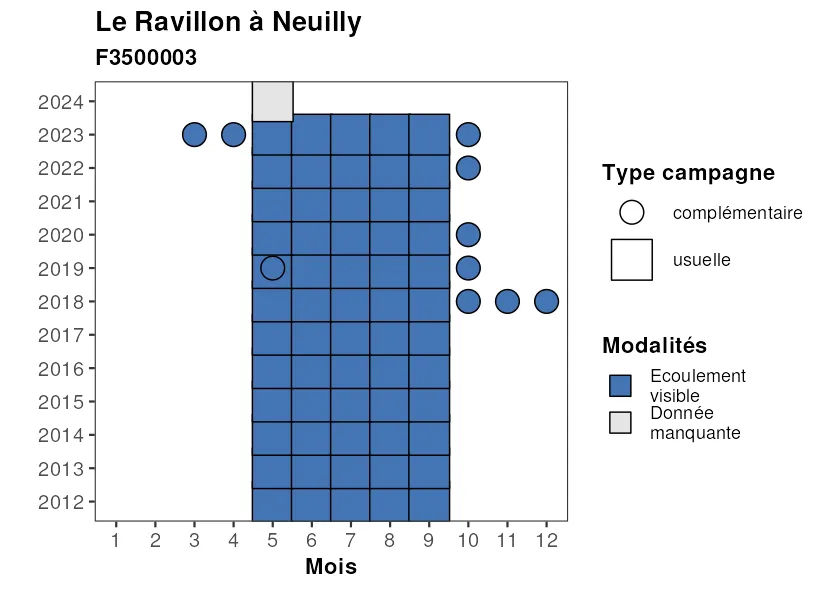 Le Ravillon à Neuilly
F3500003
2024
2023
2022
2021
2020
2019
2018
2017
2016
2015
2014
2013
2012
1 2 3 4 5 6 7 8 9 10 11 12
Mois
Type campagne
complémentaire
usuelle
Modalités
Ecoulement
visible
Donnée
manquante